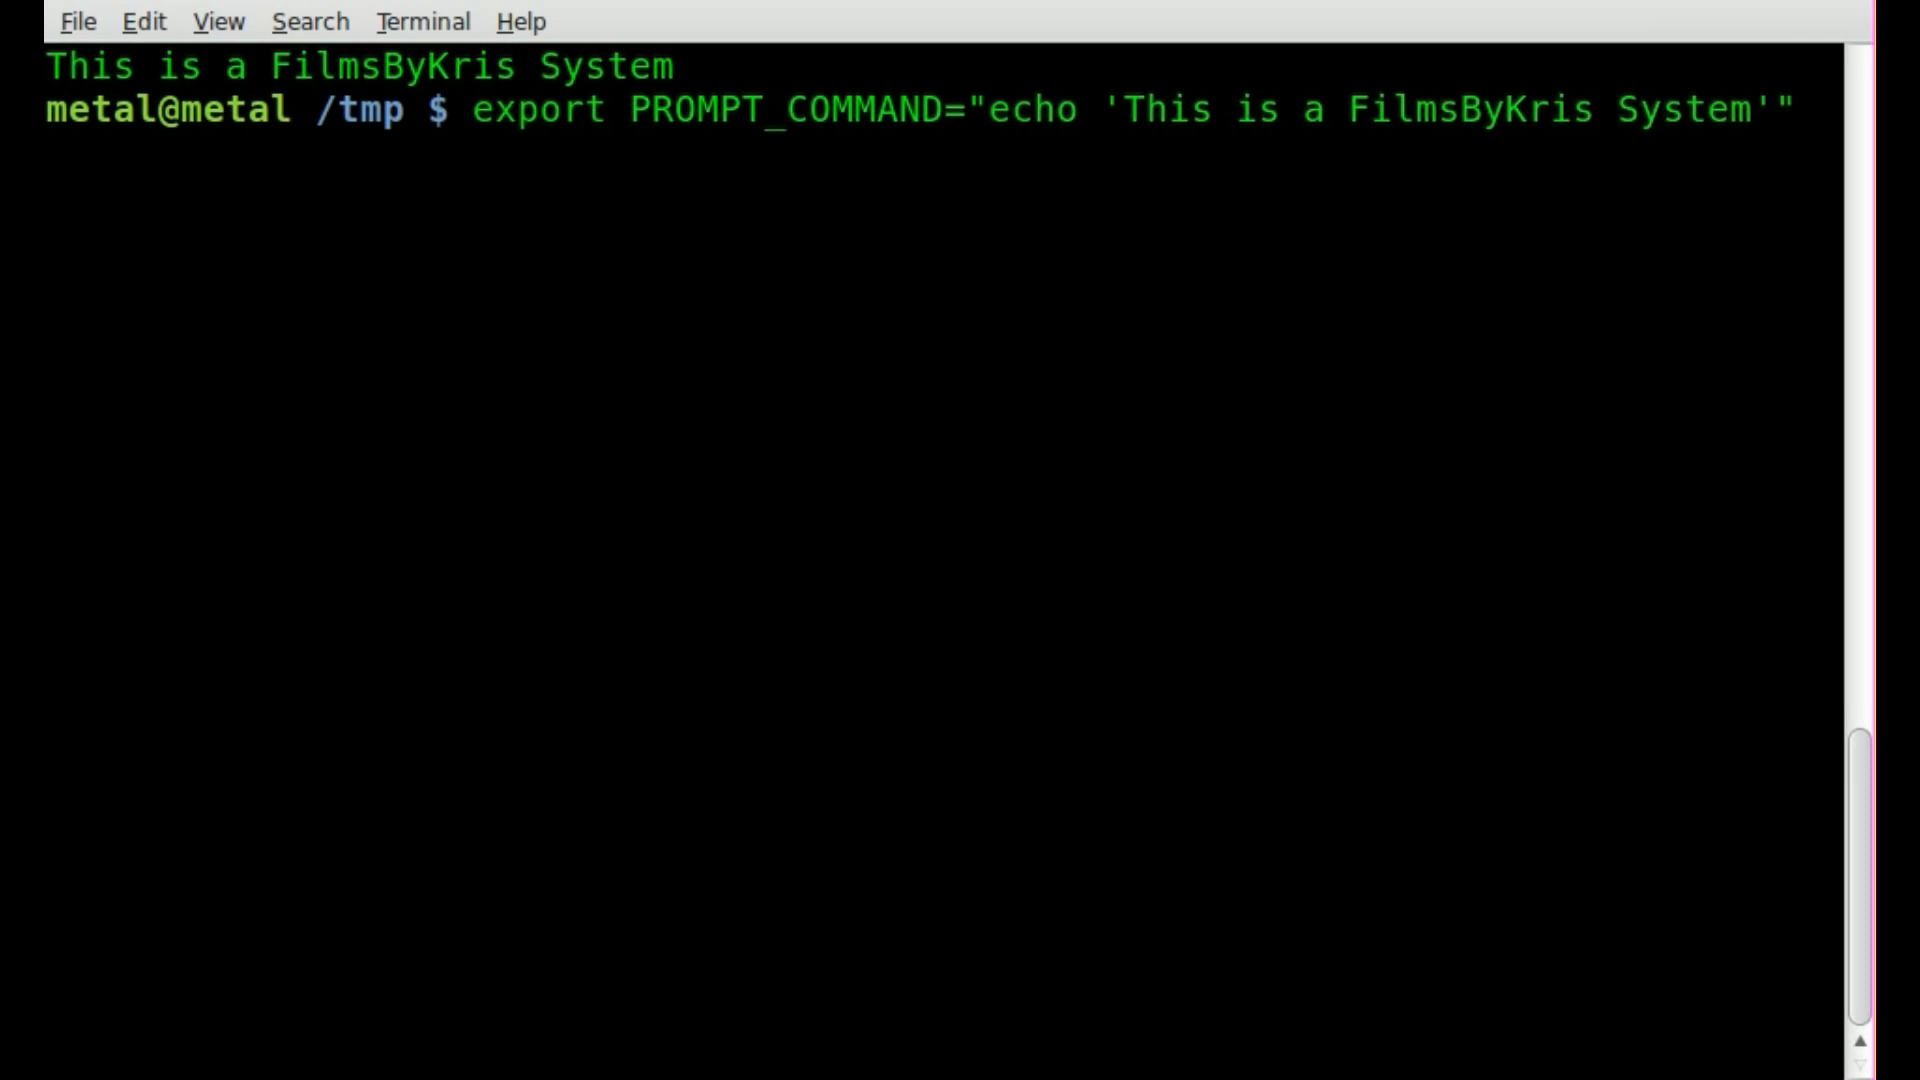 File Edit View Search Terminal Help
This is a FilmsByKris System
metal@metal /tmp $ export PROMPT_COMMAND="echo 'This is a FilmsByKris System'"